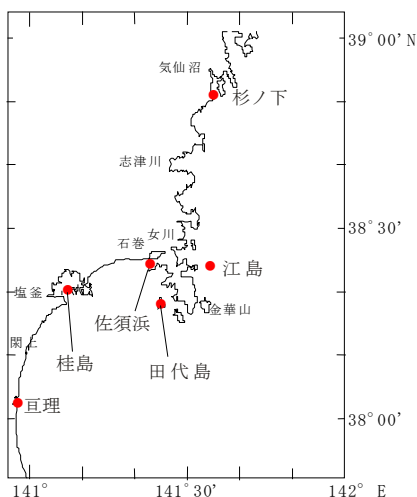 39°00′N
気仙沼
杉ノ下
志津川
38°30′
女川
石巻
江島
塩釜
佐須浜
金華山
閖上
桂島
田代島
亘理
38°00′
141°
141°30′
142° E